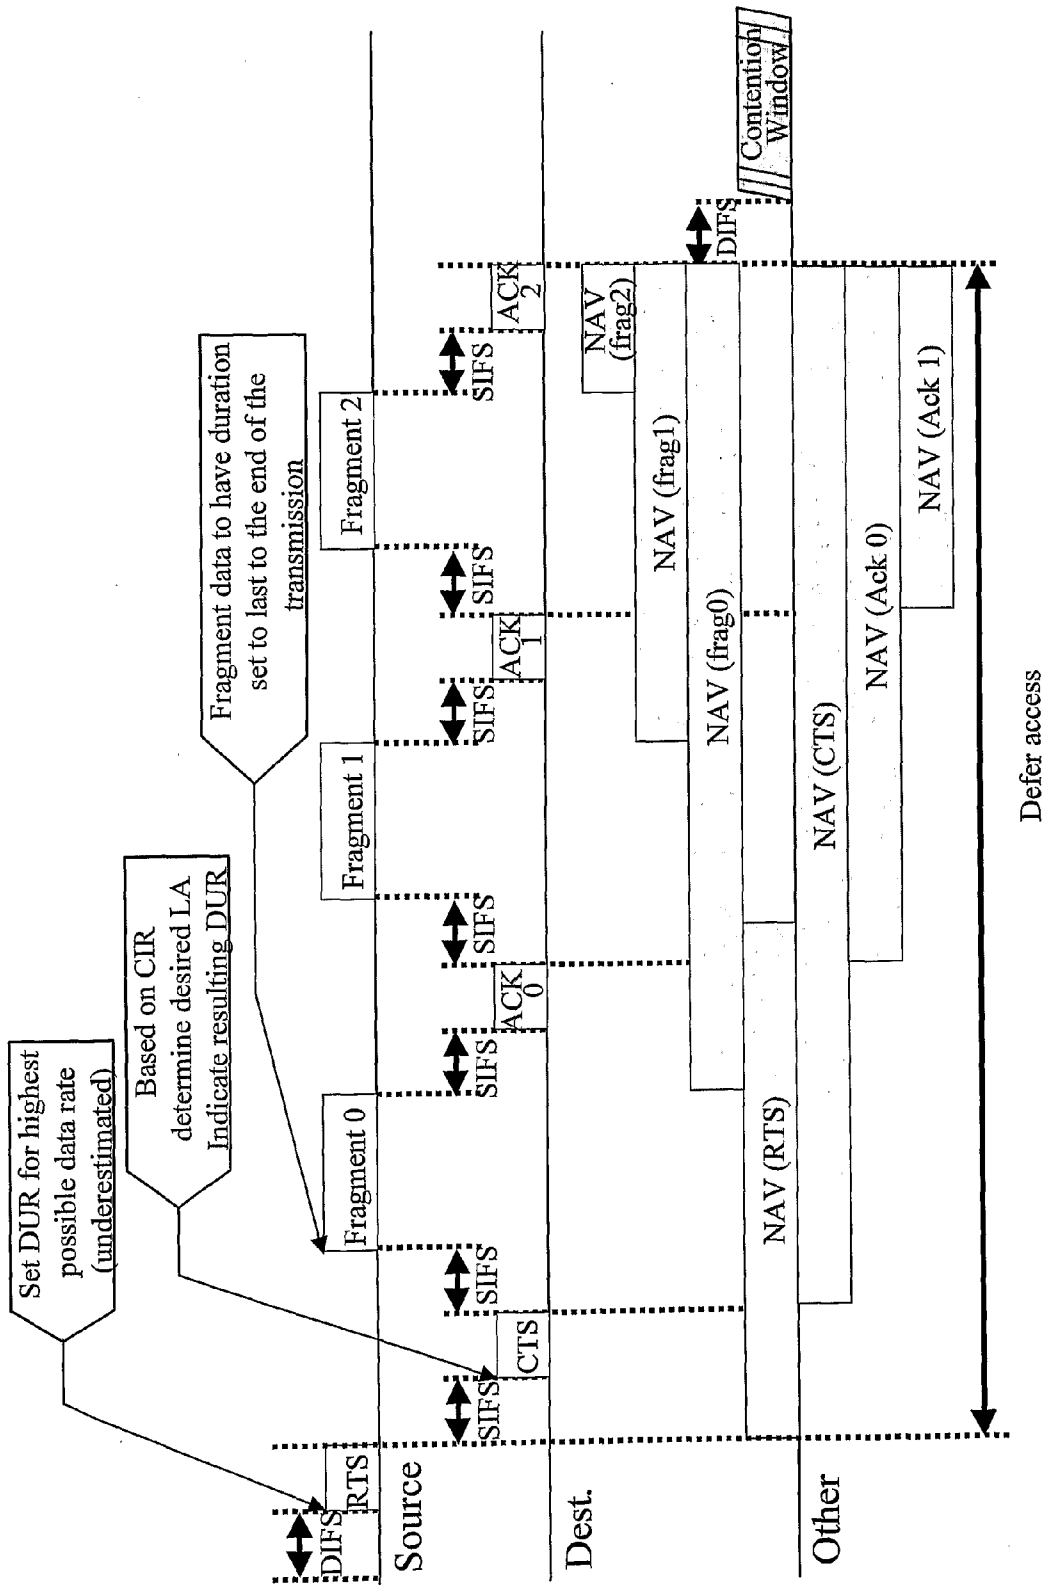 Set DUR for highest
possible data rate
(underestimated)
Based on CIR
determine desired LA
Indicate resulting DUR
Fragment data to have duration
set to last to the end of the
transmission
DIFS
RTS
Fragment 0
Fragment 1
Fragment 2
Source
SIFS
CTS
SIFS
SIFS
ACK
0
SIFS
SIFS
ACK
1
SIFS
SIFS
ACK
2
Dest.
NAV
(frag2)
NAV (frag1)
NAV (frag0)
DIFS
NAV (RTS)
Contention
Window
Other
NAV (CTS)
NAV (Ack 0)
NAV (Ack 1)
Defer access